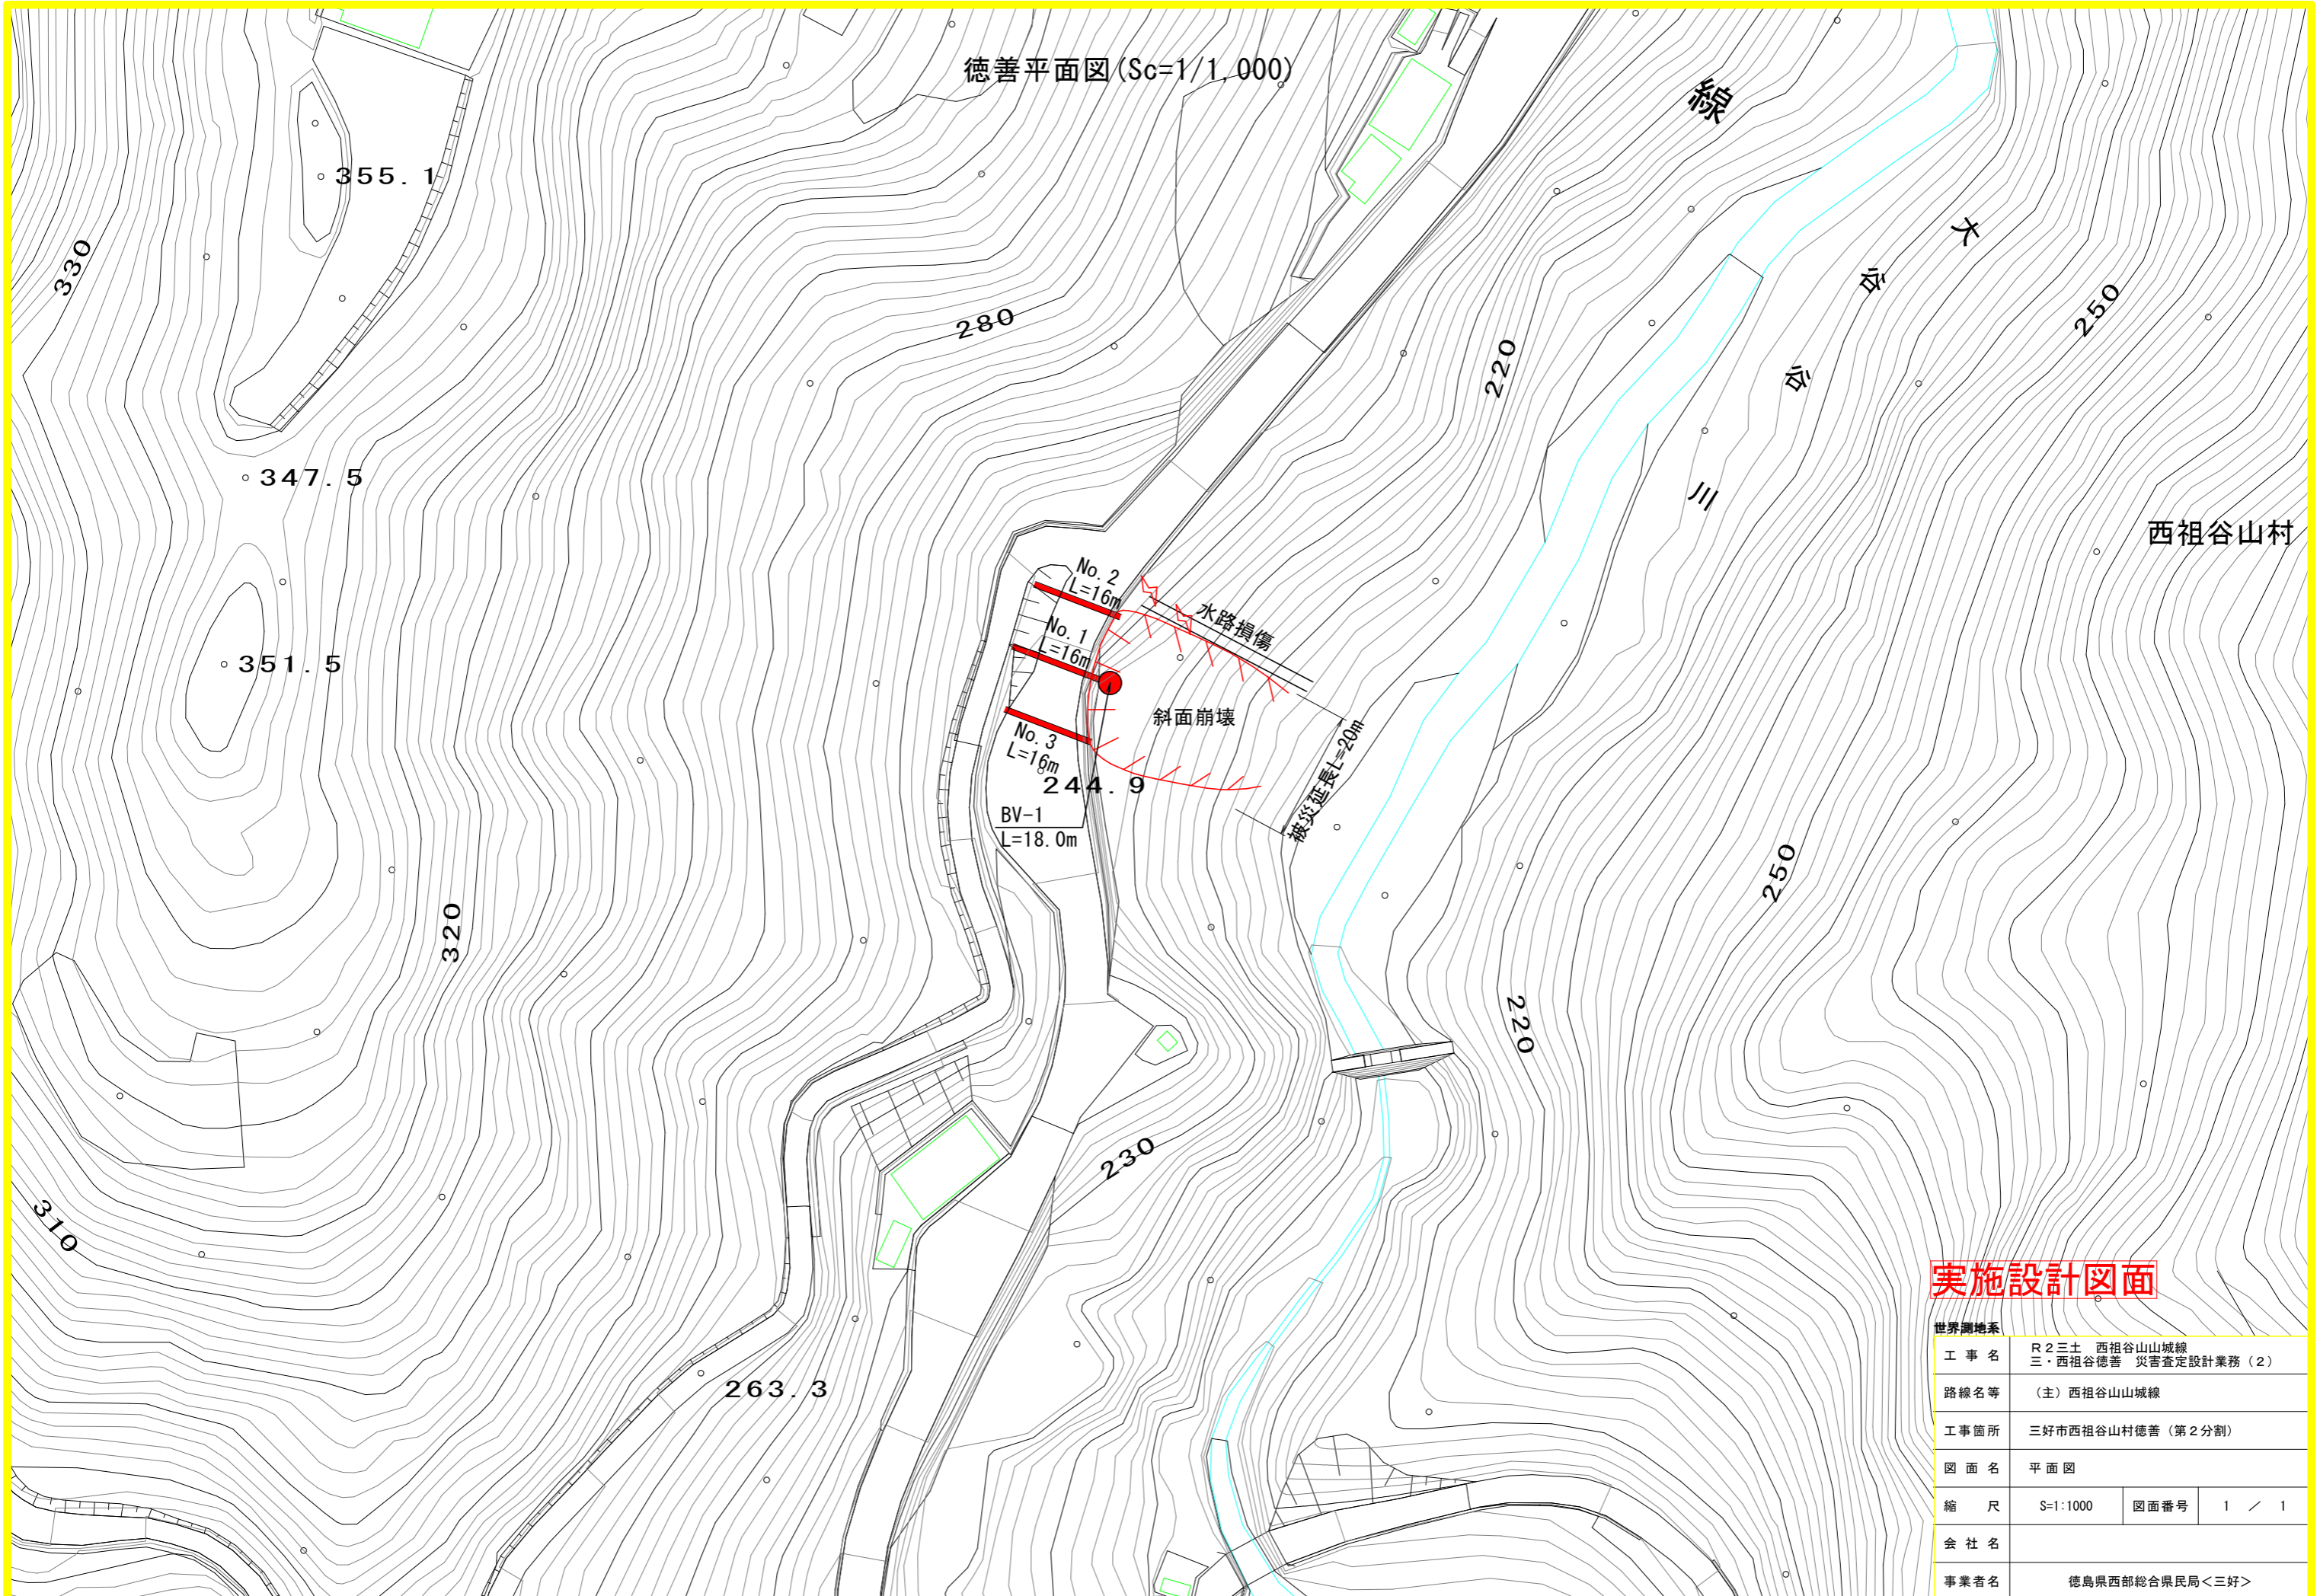 徳善平面図(Sc=1/1,000)
線
355.1
大
谷
330
250
280
220
谷
347.5
川
西祖谷山村
No.2
L=16m
水路損傷
No.1
L=16m
351.5
斜面崩壊
No.3
L=16m
被災延長L=20m
244.9
BV-1
L=18.0m
250
320
220
230
310
263.3
実施設計図面
世界測地系
工事名 R2三土 西祖谷山山城線
三・西祖谷徳善 災害査定設計業務(2)
路線名等 (主)西祖谷山山城線
工事箇所 三好市西祖谷山村徳善(第2分割)
図面名 平面図
縮尺 S=1:1000 図面番号 1 / 1
会社名
事業者名 徳島県西部総合県民局<三好>